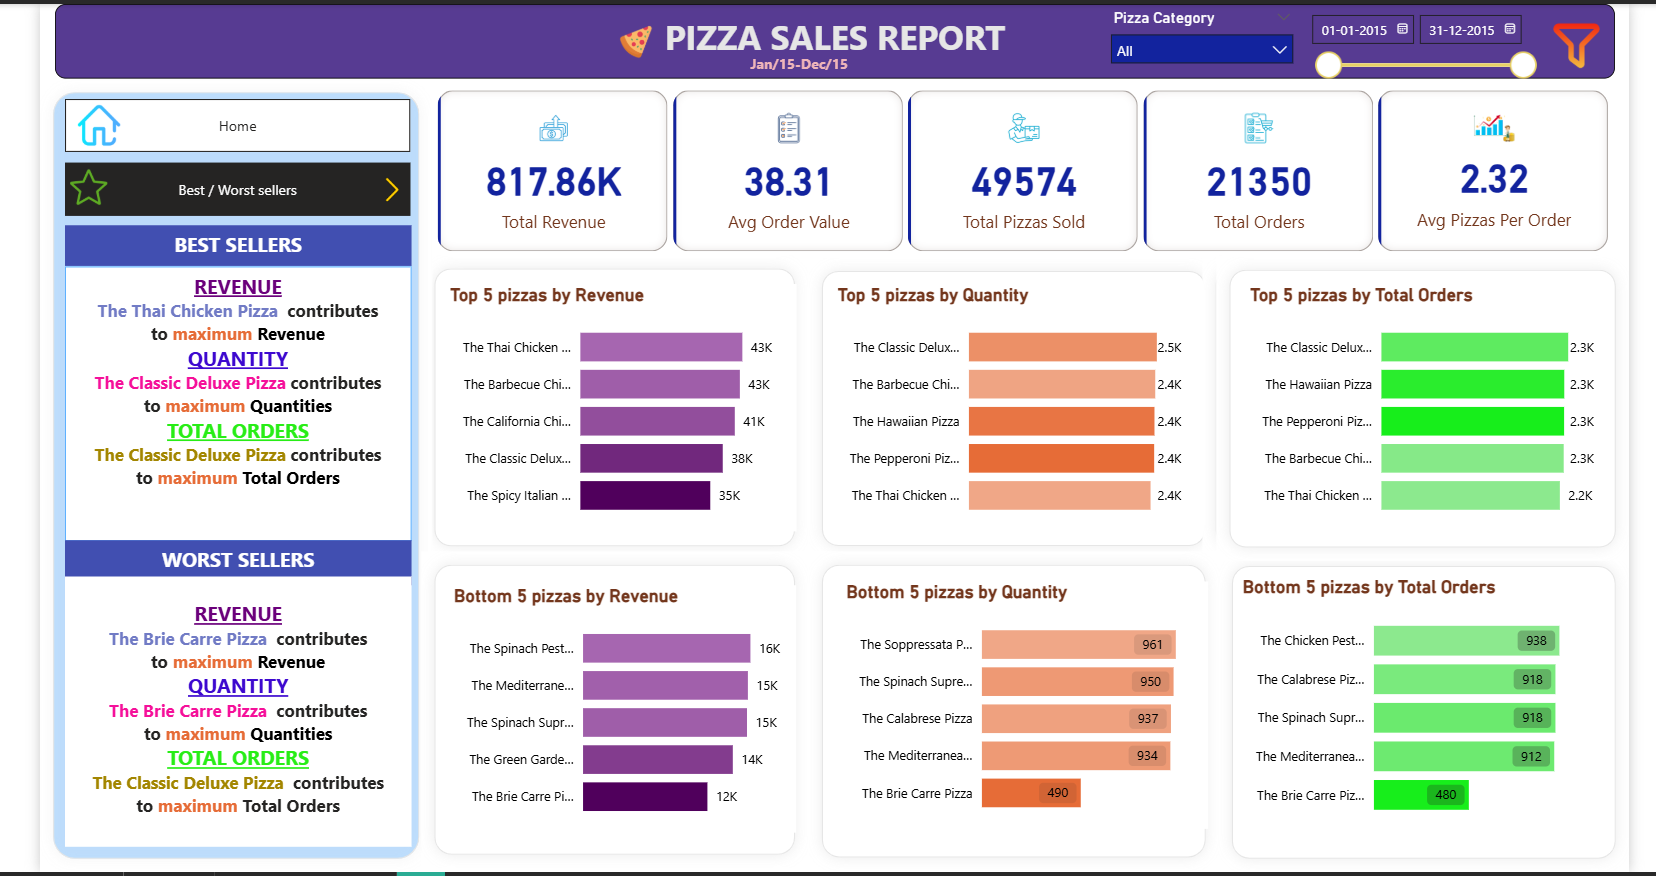 PIZZA SALES REPORT
Jan/15-Dec/15
Pizza Category
All
01-01-2015
31-12-2015
Home
Best / Worst sellers
BEST SELLERS
REVENUE
The Thai Chicken Pizza contributes
to maximum Revenue
QUANTITY
The Classic Deluxe Pizza contributes
to maximum Quantities
TOTAL ORDERS
The Classic Deluxe Pizza contributes
to maximum Total Orders
WORST SELLERS
REVENUE
The Brie Carre Pizza contributes
to maximum Revenue
QUANTITY
The Brie Carre Pizza contributes
to maximum Quantities
TOTAL ORDERS
The Classic Deluxe Pizza contributes
to maximum Total Orders
817.86K
Total Revenue
38.31
Avg Order Value
49574
Total Pizzas Sold
21350
Total Orders
2.32
Avg Pizzas Per Order
Top 5 pizzas by Revenue
The Thai Chicken ... 43K
The Barbecue Chi... 43K
The California Chi... 41K
The Classic Delux... 38K
The Spicy Italian ... 35K
Top 5 pizzas by Quantity
The Classic Delux... 2.5K
The Barbecue Chi... 2.4K
The Hawaiian Pizza 2.4K
The Pepperoni Piz... 2.4K
The Thai Chicken ... 2.4K
Top 5 pizzas by Total Orders
The Classic Delux... 2.3K
The Hawaiian Pizza 2.3K
The Pepperoni Piz... 2.3K
The Barbecue Chi... 2.3K
The Thai Chicken ... 2.2K
Bottom 5 pizzas by Revenue
The Spinach Pest... 16K
The Mediterrane... 15K
The Spinach Supr... 15K
The Green Garde... 14K
The Brie Carre Pi... 12K
Bottom 5 pizzas by Quantity
The Soppressata P... 961
The Spinach Supre... 950
The Calabrese Pizza 937
The Mediterranea... 934
The Brie Carre Pizza 490
Bottom 5 pizzas by Total Orders
The Chicken Pest... 938
The Calabrese Piz... 918
The Spinach Supr... 918
The Mediterranea... 912
The Brie Carre Piz... 480